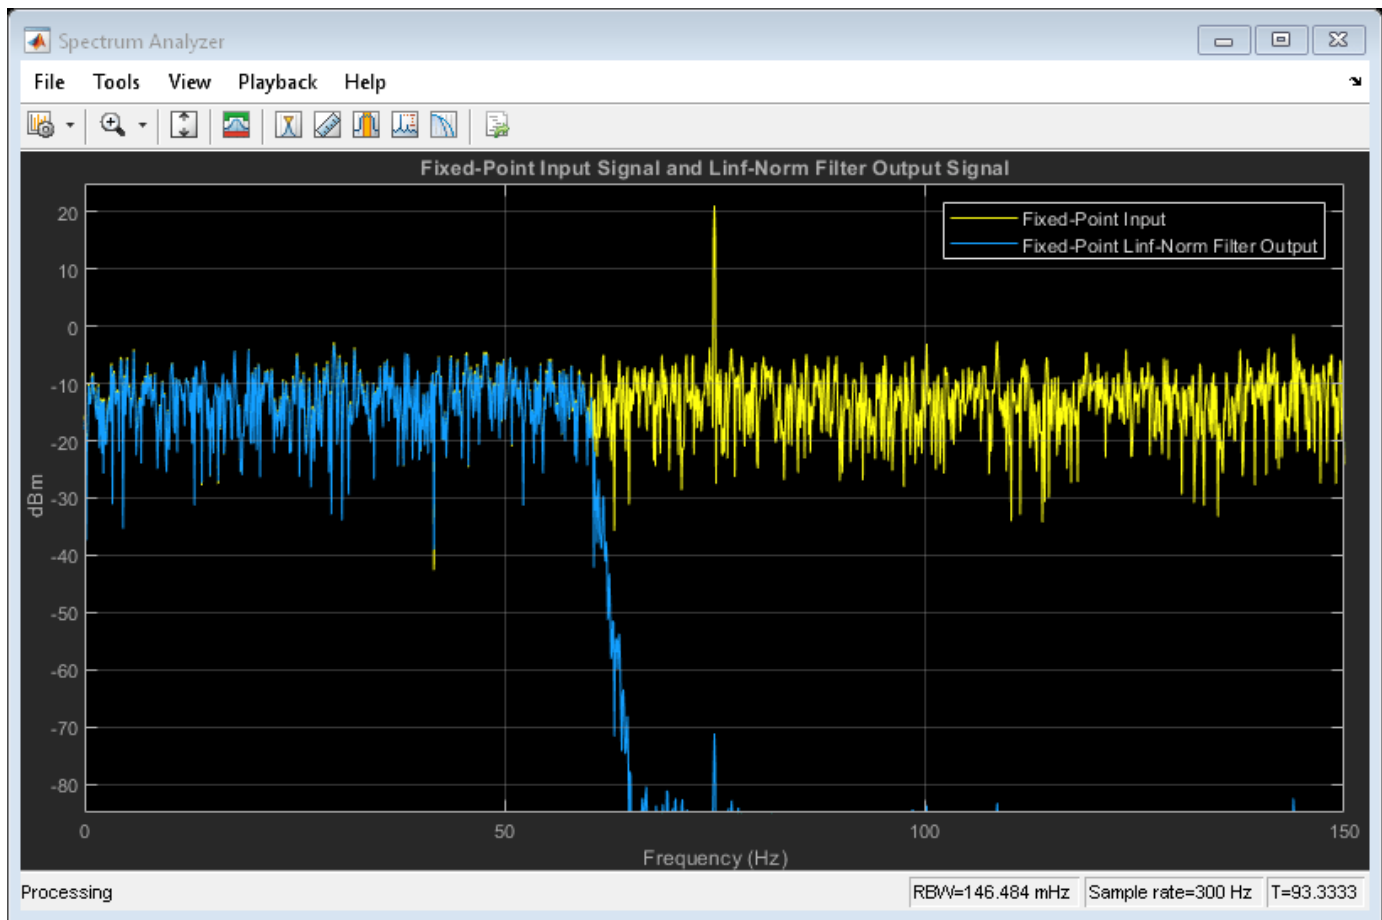 Spectrum Analyzer
File Tools View Playback Help
Fixed-Point Input Signal and Linf-Norm Filter Output Signal
Fixed-Point Input
Fixed-Point Linf-Norm Filter Output
20
10
0
-10
-20
-30
-40
-50
-60
-70
-80
dBm
0 50 100 150
Frequency (Hz)
Processing RBW=146.484 mHz Sample rate=300 Hz T=93.3333